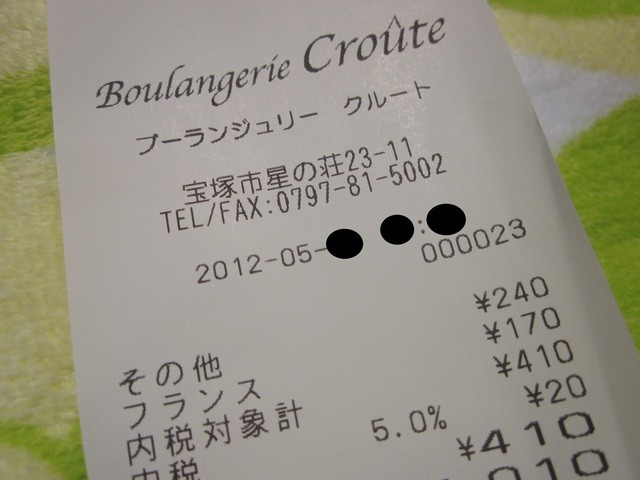 Boulangerie Croûte
ブーランジュリー クルート
宝塚市星の荘23-11
TEL/FAX:0797-81-5002
2012-05- : 000023
その他 ¥240
フランス ¥170
内税対象計 ¥410
内税 5.0% ¥20
¥410